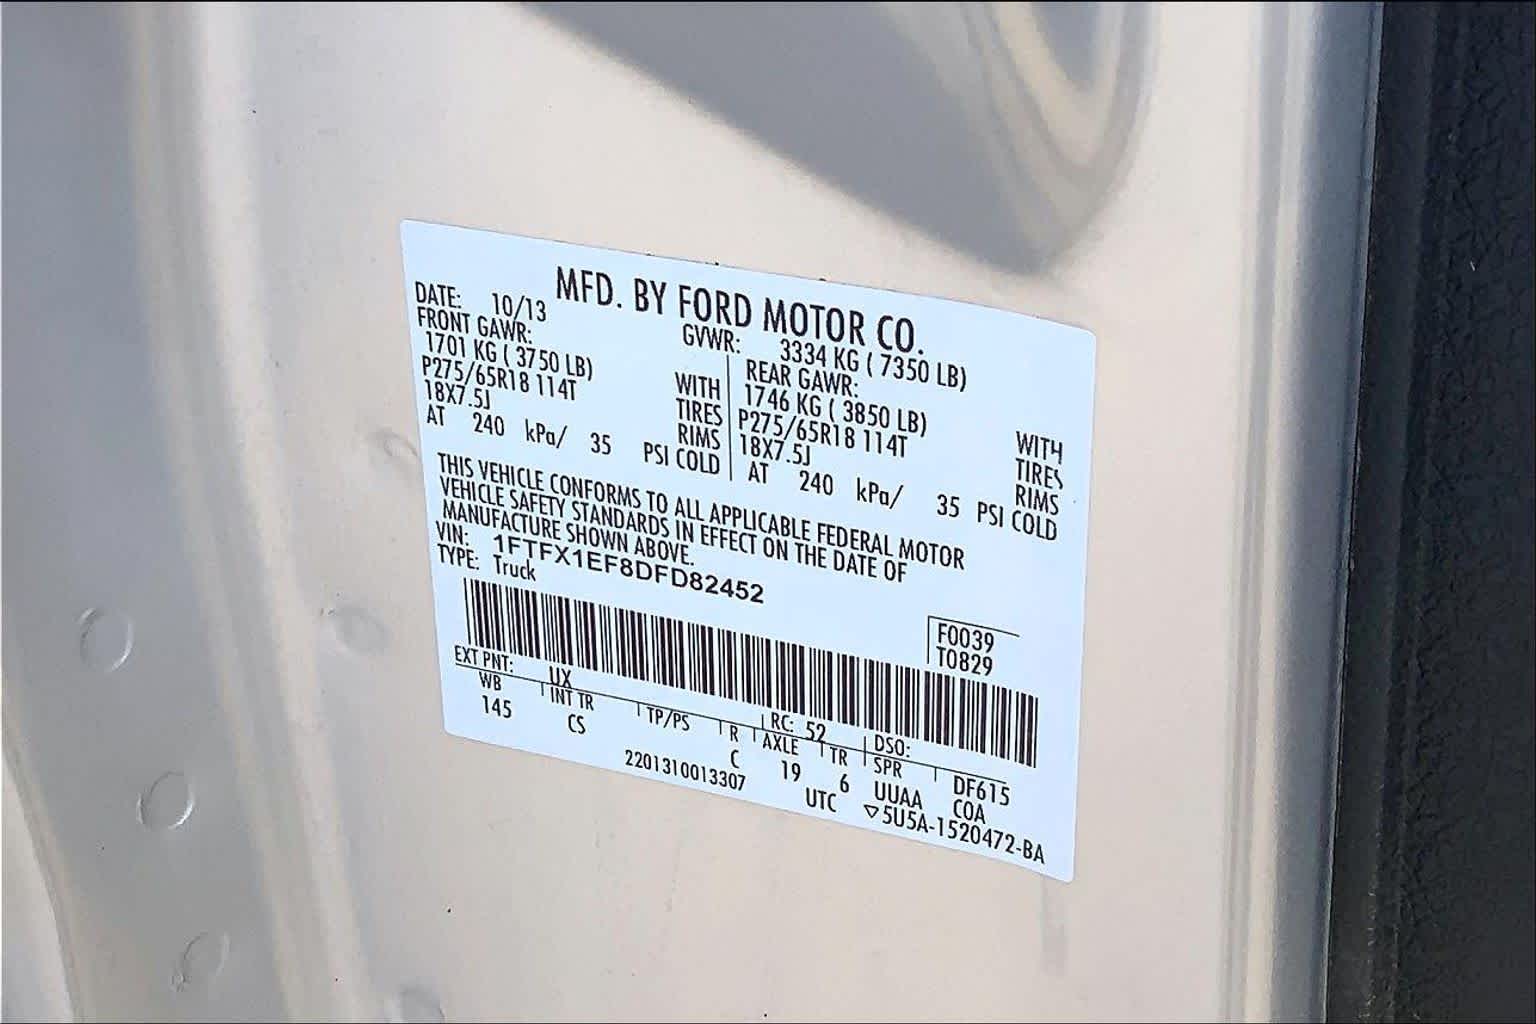 MFD. BY FORD MOTOR CO.
DATE: 10/13
GVWR: 3334 KG ( 7350 LB)
FRONT GAWR:
1701 KG ( 3750 LB)
P275/65R18 114T
18X7.5J
AT 240 kPa/ 35 PSI COLD
WITH
TIRES
RIMS
REAR GAWR:
1746 KG ( 3850 LB)
P275/65R18 114T
18X7.5J
AT 240 kPa/ 35 PSI COLD
WITH
TIRES
RIMS
THIS VEHICLE CONFORMS TO ALL APPLICABLE FEDERAL MOTOR
VEHICLE SAFETY STANDARDS IN EFFECT ON THE DATE OF
MANUFACTURE SHOWN ABOVE.
VIN: 1FTFX1EF8DFD82452
TYPE: Truck
F0039
T0829
EXT PNT: UX RC: 52 DSO:
WB INT TR TP/PS R AXLE TR SPR DF615
145 CS C 19 6 UUAA COA
2201310013307 UTC ▽5U5A-1520472-BA